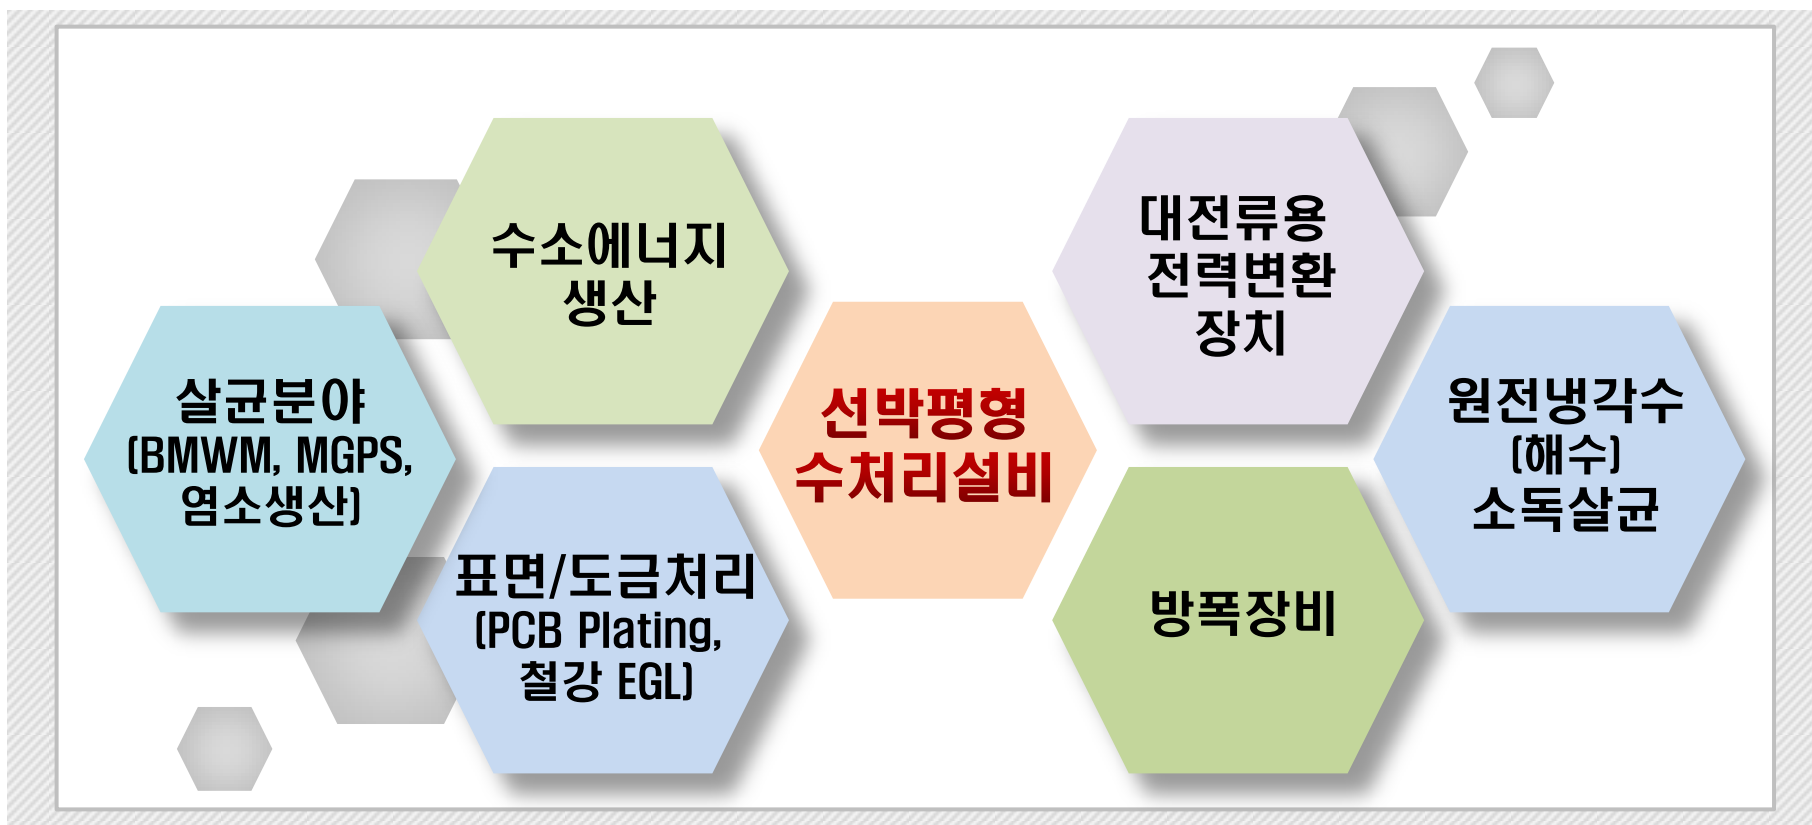 살균분야
(BMWM, MGPS,
염소생산)
수소에너지
생산
표면/도금처리
(PCB Plating,
철강 EGL)
선박평형
수처리설비
대전류용
전력변환
장치
방폭장비
원전냉각수
(해수)
소독살균